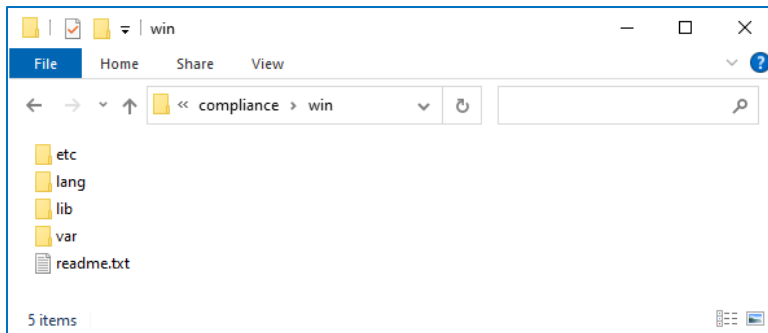 win
File Home Share View
« compliance › win
etc
lang
lib
var
readme.txt
5 items